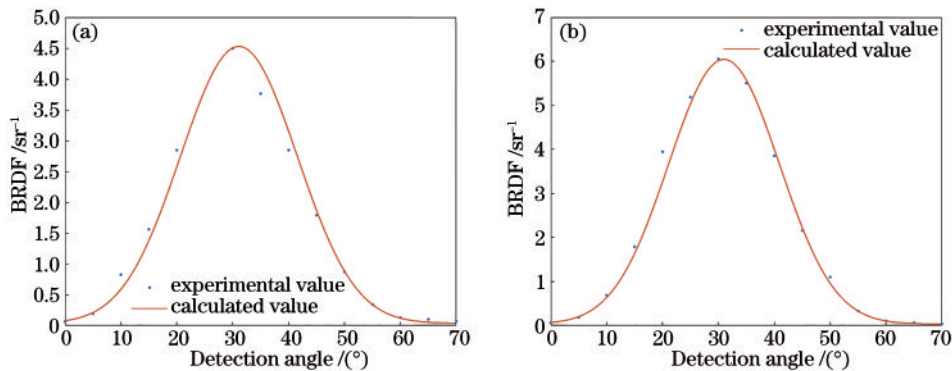 (a)
5.0
4.5
4.0
3.5
3.0
2.5
2.0
1.5
1.0
0.5
0
BRDF /sr⁻¹
experimental value
calculated value
0 10 20 30 40 50 60 70
Detection angle /(°)
(b)
7
6
5
4
3
2
1
0
BRDF /sr⁻¹
experimental value
calculated value
0 10 20 30 40 50 60 70
Detection angle /(°)